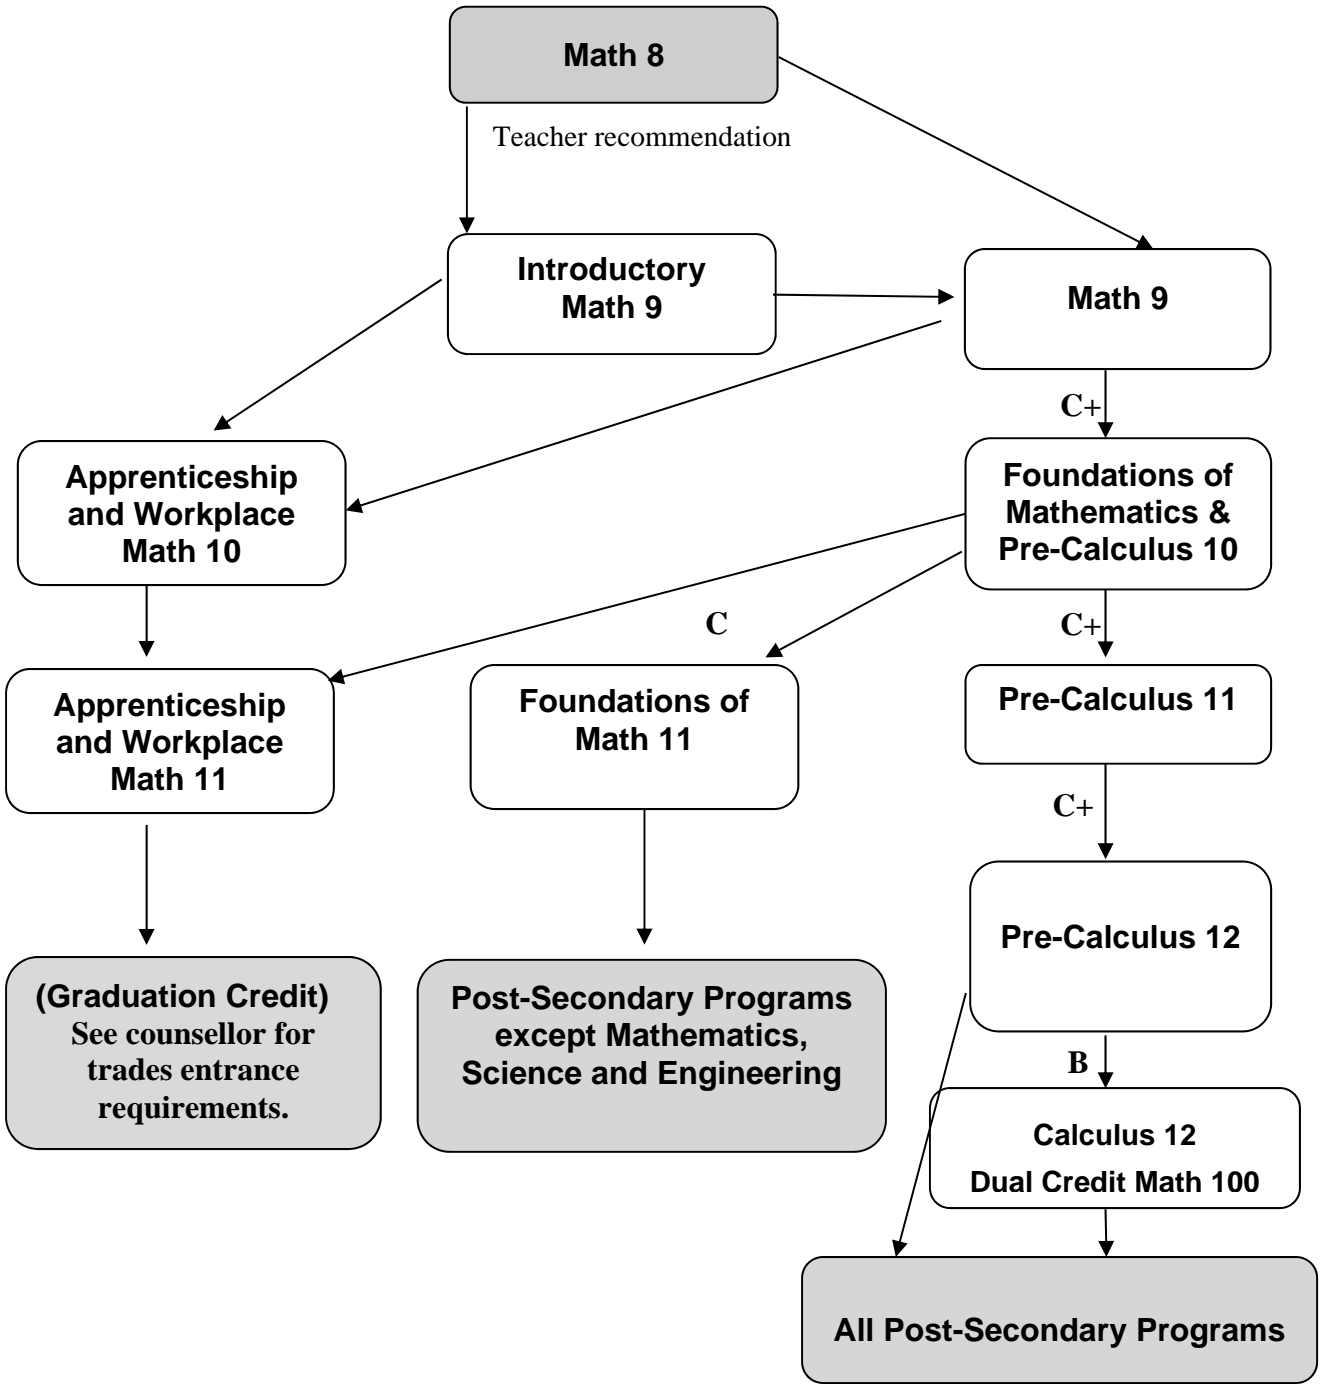 Math 8
Teacher recommendation
Introductory
Math 9
Math 9
C+
Apprenticeship
and Workplace
Math 10
Foundations of
Mathematics &
Pre-Calculus 10
C
C+
Apprenticeship
and Workplace
Math 11
Foundations of
Math 11
Pre-Calculus 11
C+
Pre-Calculus 12
(Graduation Credit)
See counsellor for
trades entrance
requirements.
Post-Secondary Programs
except Mathematics,
Science and Engineering
B
Calculus 12
Dual Credit Math 100
All Post-Secondary Programs